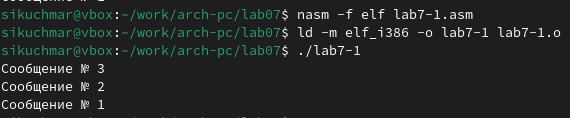 sikuchmar@vbox:~/work/arch-pc/lab07$ nasm -f elf lab7-1.asm
sikuchmar@vbox:~/work/arch-pc/lab07$ ld -m elf_i386 -o lab7-1 lab7-1.o
sikuchmar@vbox:~/work/arch-pc/lab07$ ./lab7-1
Сообщение № 3
Сообщение № 2
Сообщение № 1